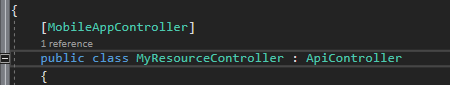 {
[MobileAppController]
1 reference
public class MyResourceController : ApiController
{